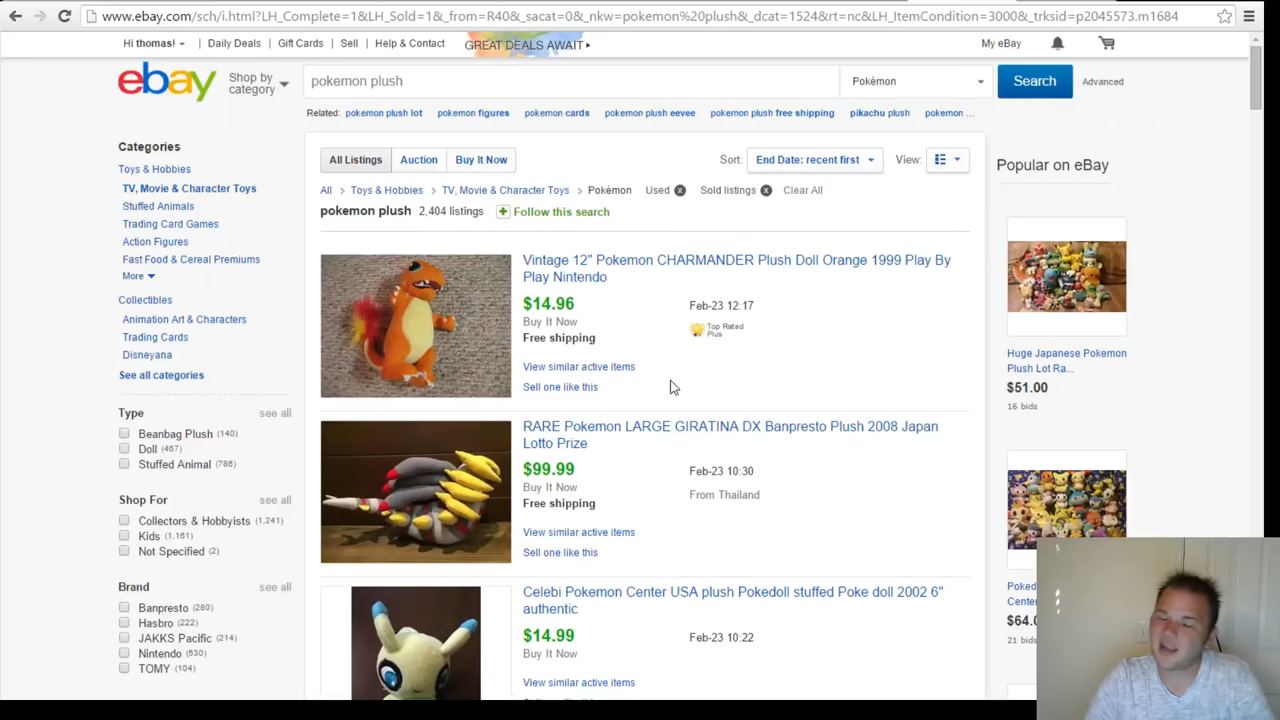 www.ebay.com/sch/i.html?LH_Complete=1&LH_Sold=1&_from=R40&_sacat=0&_nkw=pokemon%20plush&_dcat=1524&rt=nc&LH_ItemCondition=3000&_trksid=p2045573.m1684
Hi thomas!
Daily Deals
Gift Cards
Sell
Help & Contact
GREAT DEALS AWAIT
My eBay
ebay
Shop by
category
pokemon plush
Pokémon
Search
Advanced
Related: pokemon plush lot pokemon figures pokemon cards pokemon plush eevee pokemon plush free shipping pikachu plush pokemon ...
Categories
Toys & Hobbies
TV, Movie & Character Toys
Stuffed Animals
Trading Card Games
Action Figures
Fast Food & Cereal Premiums
More
Collectibles
Animation Art & Characters
Trading Cards
Disneyana
See all categories
Type see all
Beanbag Plush (140)
Doll (467)
Stuffed Animal (786)
Shop For see all
Collectors & Hobbyists (1,241)
Kids (1,161)
Not Specified (2)
Brand see all
Banpresto (280)
Hasbro (222)
JAKKS Pacific (214)
Nintendo (630)
TOMY (104)
All Listings Auction Buy It Now
Sort: End Date: recent first View:
All > Toys & Hobbies > TV, Movie & Character Toys > Pokémon Used Sold listings Clear All
pokemon plush 2,404 listings Follow this search
Vintage 12" Pokemon CHARMANDER Plush Doll Orange 1999 Play By
Play Nintendo
$14.96 Feb-23 12:17
Buy It Now
Top Rated
Plus
Free shipping
View similar active items
Sell one like this
RARE Pokemon LARGE GIRATINA DX Banpresto Plush 2008 Japan
Lotto Prize
$99.99 Feb-23 10:30
Buy It Now From Thailand
Free shipping
View similar active items
Sell one like this
Celebi Pokemon Center USA plush Pokedoll stuffed Poke doll 2002 6"
authentic
$14.99 Feb-23 10:22
Buy It Now
View similar active items
Popular on eBay
Huge Japanese Pokemon
Plush Lot Ra...
$51.00
16 bids
Poked
Center
$64.
21 bids